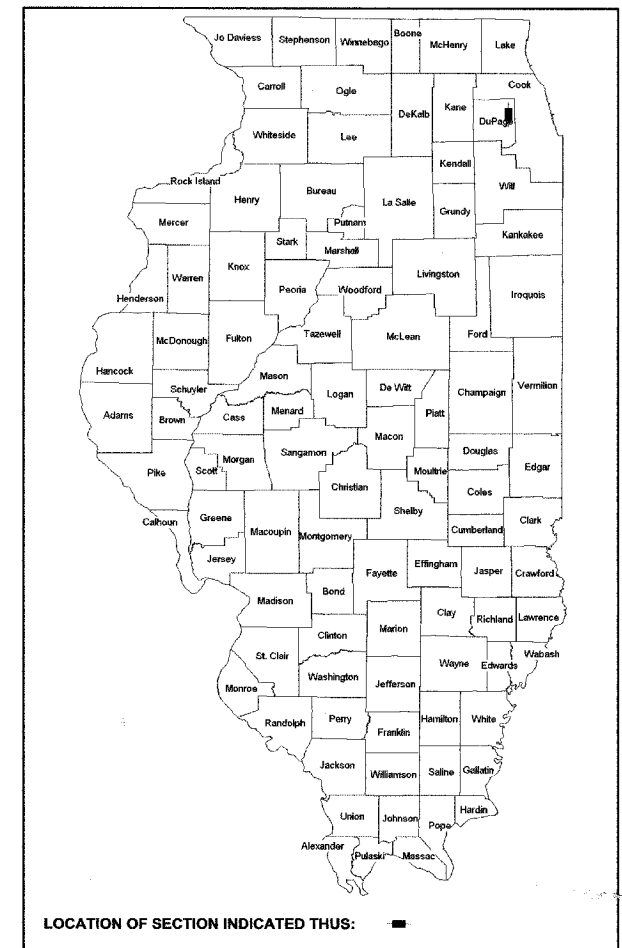 Jo Daviess Stephenson Winnebago Boone McHenry Lake
Carroll Ogle DeKalb Kane Cook
DuPage
Whiteside Lee
Kendall
Rock Island Henry Bureau La Salle Will
Mercer Putnam Grundy
Stark Marshall Kankakee
Knox Livingston
Henderson Warren Peoria Woodford Iroquois
McDonough Fulton Tazewell McLean Ford
Hancock Mason
Schuyler Logan De Witt Champaign Vermilion
Adams Brown Cass Menard Piatt
Macon
Pike Scott Morgan Sangamon Moultrie Douglas Edgar
Christian Coles
Calhoun Greene Shelby
Macoupin Montgomery Cumberland Clark
Jersey Fayette Effingham Jasper Crawford
Madison Bond
Clay Richland Lawrence
Clinton Marion
St. Clair Wayne Edwards Wabash
Monroe Washington Jefferson
Randolph Perry Franklin Hamilton White
Jackson Williamson Saline Gallatin
Union Johnson Pope Hardin
Alexander Pulaski Massac
LOCATION OF SECTION INDICATED THUS: